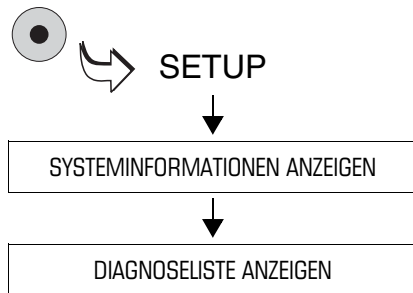 SETUP
SYSTEMINFORMATIONEN ANZEIGEN
DIAGNOSELISTE ANZEIGEN